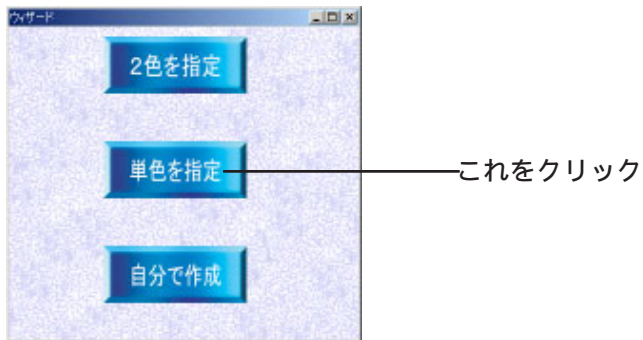 ウィザード
2色を指定
単色を指定
これをクリック
自分で作成